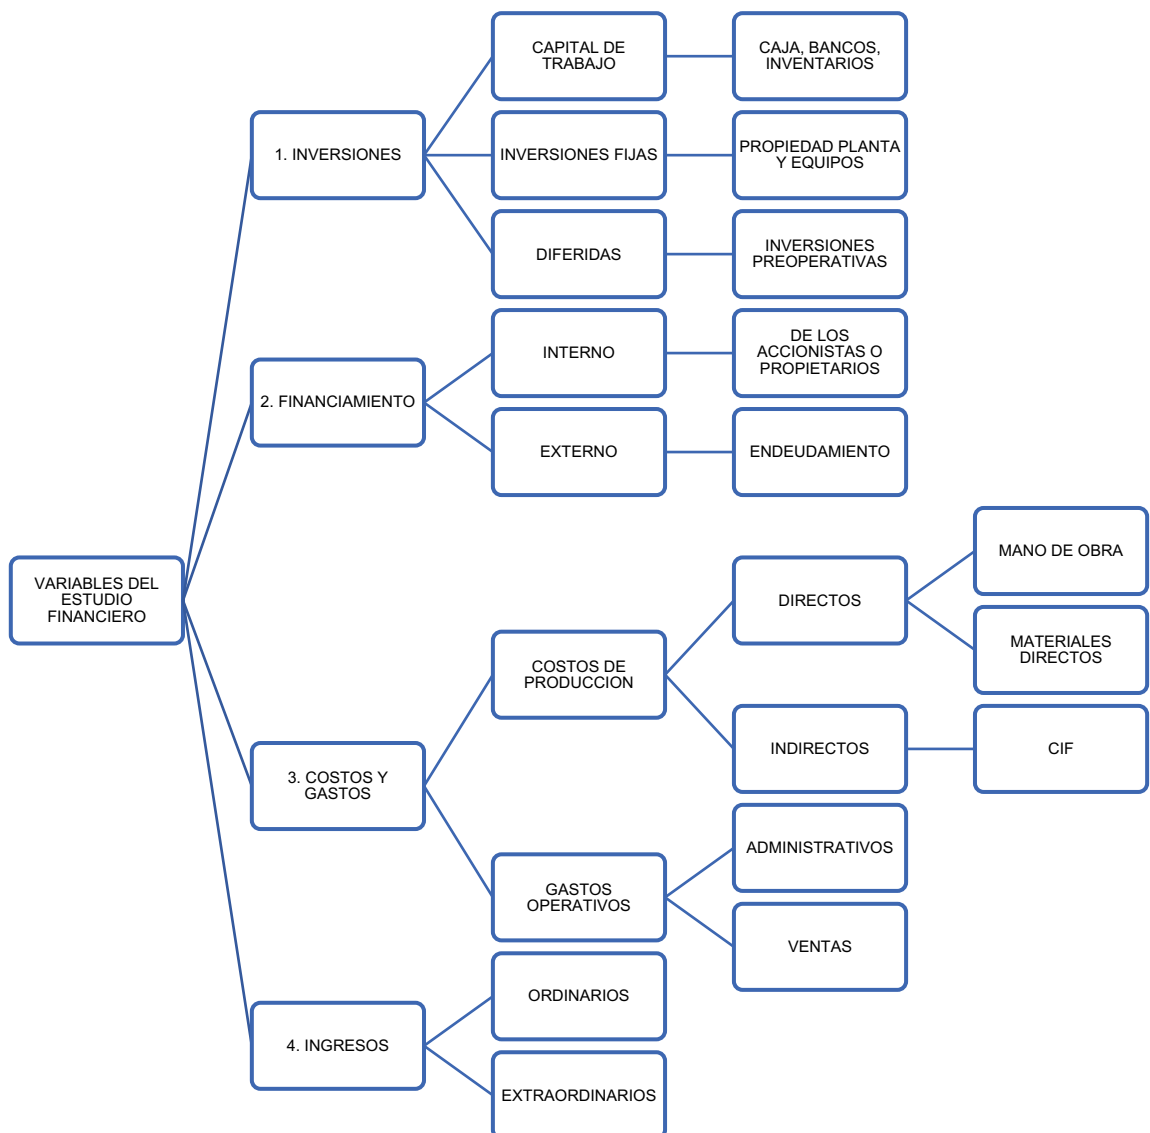 VARIABLES DEL
ESTUDIO
FINANCIERO
1. INVERSIONES
CAPITAL DE
TRABAJO
CAJA, BANCOS,
INVENTARIOS
INVERSIONES FIJAS
PROPIEDAD PLANTA
Y EQUIPOS
DIFERIDAS
INVERSIONES
PREOPERATIVAS
2. FINANCIAMIENTO
INTERNO
DE LOS
ACCIONISTAS O
PROPIETARIOS
EXTERNO
ENDEUDAMIENTO
3. COSTOS Y
GASTOS
COSTOS DE
PRODUCCION
DIRECTOS
MANO DE OBRA
MATERIALES
DIRECTOS
INDIRECTOS
CIF
GASTOS
OPERATIVOS
ADMINISTRATIVOS
VENTAS
4. INGRESOS
ORDINARIOS
EXTRAORDINARIOS